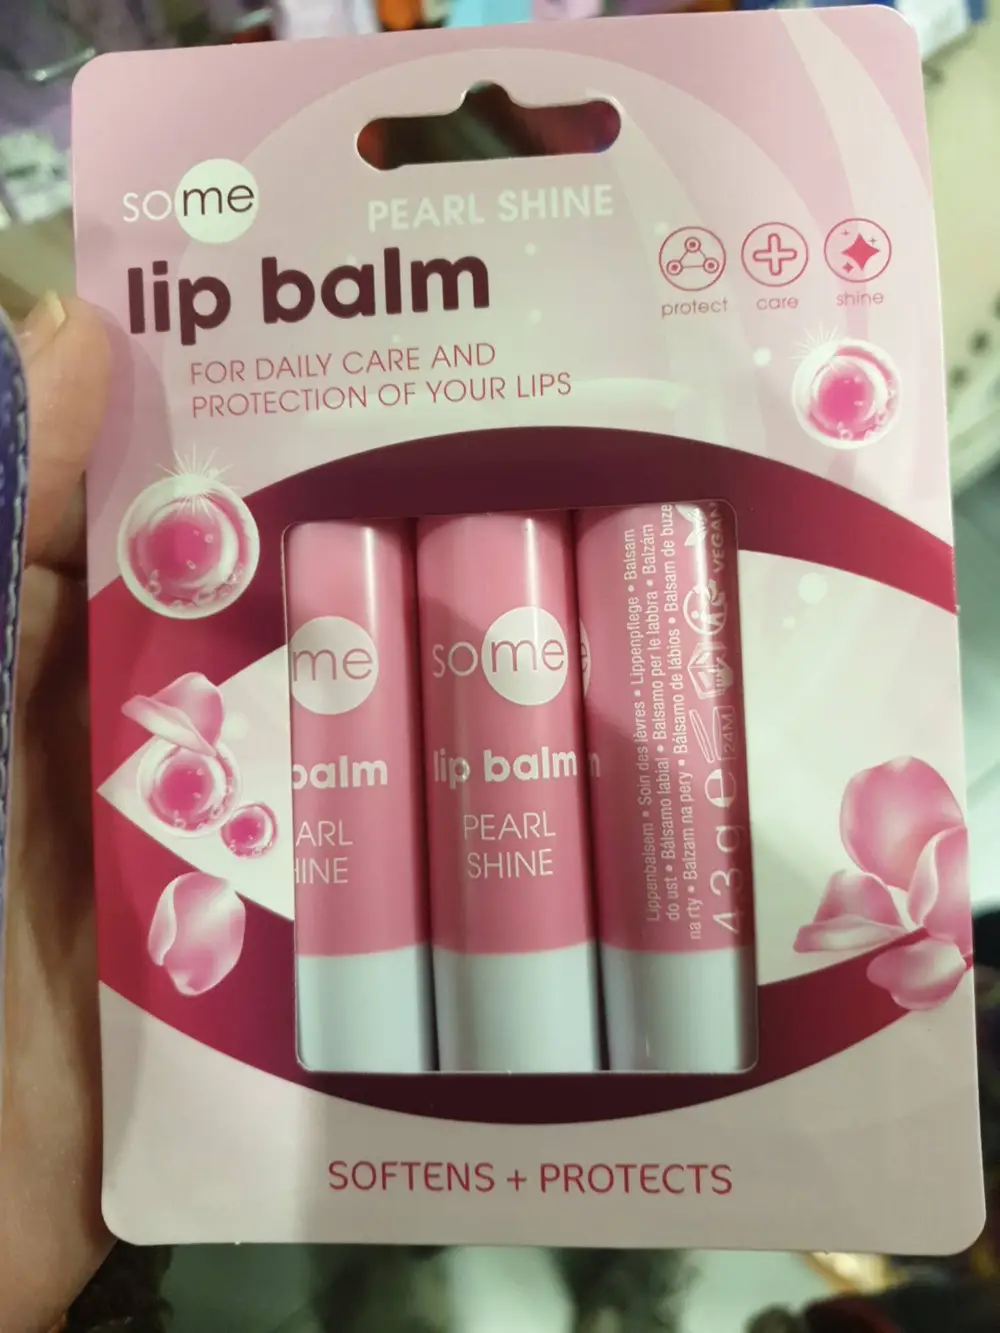 some
PEARL SHINE
lip balm
FOR DAILY CARE AND
PROTECTION OF YOUR LIPS
protect
care
shine
me
balm
ARL
HINE
some
lip balm
PEARL
SHINE
Lippenbalsem • Soin des lèvres • Lippenpflege • Balsam
do ust • Bálsamo labial • Balsamo per le labbra • Balzám
na rty • Balzam na pery • Bálsamo de lábios • Balsam de buze
4.3 g e
24M
VEGAN
SOFTENS + PROTECTS